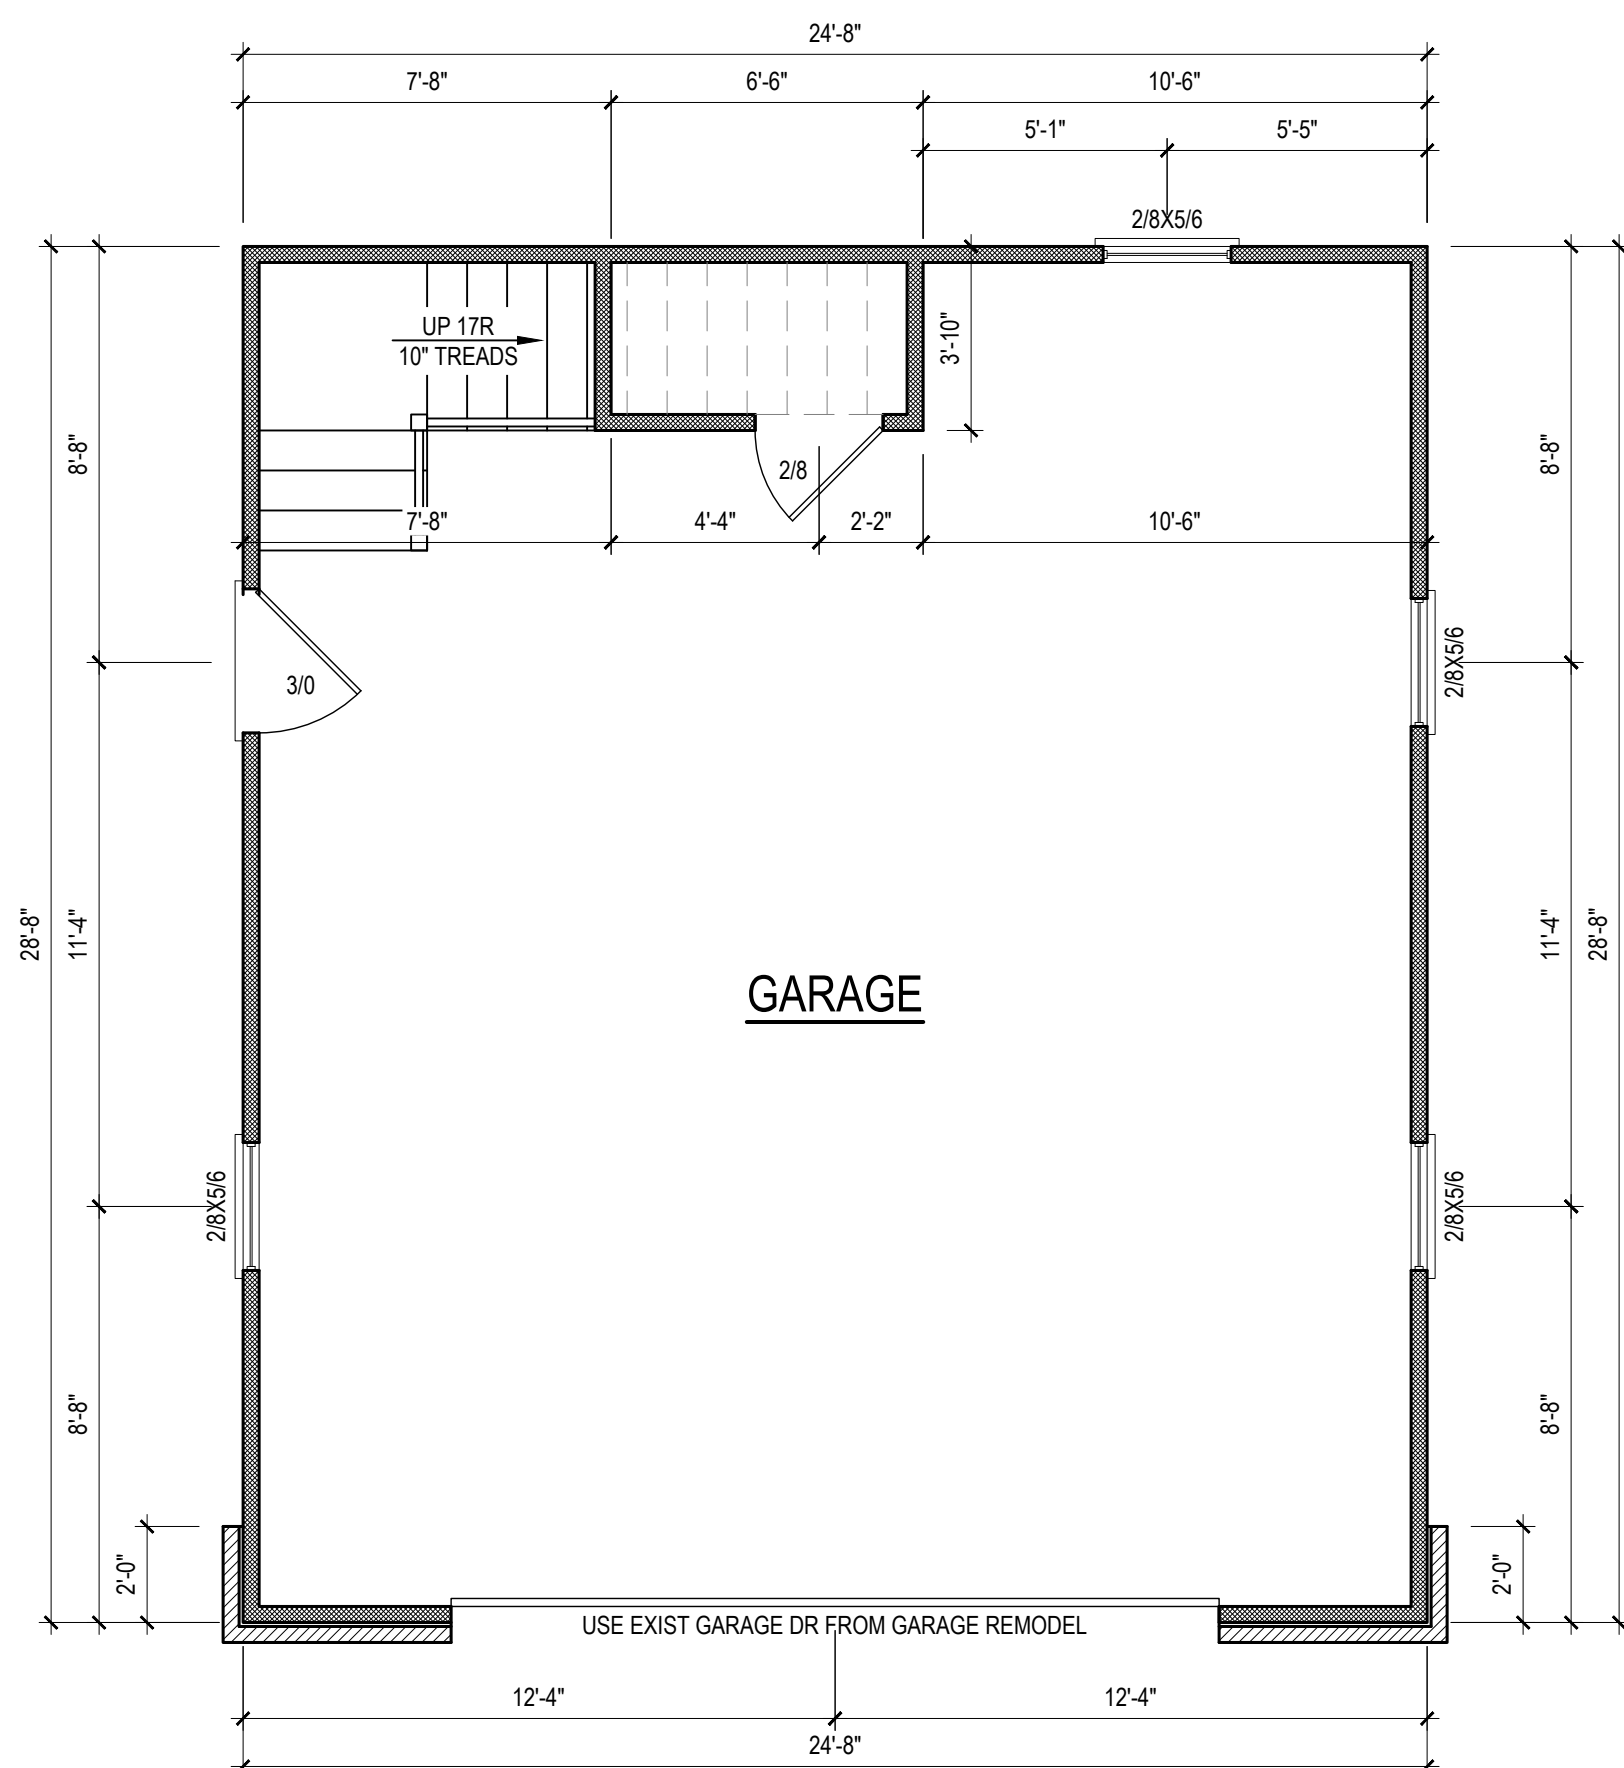 24'-8"
7'-8" 6'-6" 10'-6"
5'-1" 5'-5"
2/8X5/6
UP 17R
10" TREADS
3'-10"
8'-8"
8'-8"
2/8
7'-8" 4'-4" 2'-2" 10'-6"
3/0
2/8X5/6
28'-8"
11'-4"
11'-4"
28'-8"
GARAGE
2/8X5/6
2/8X5/6
8'-8"
8'-8"
2'-0"
2'-0"
USE EXIST GARAGE DR FROM GARAGE REMODEL
12'-4" 12'-4"
24'-8"